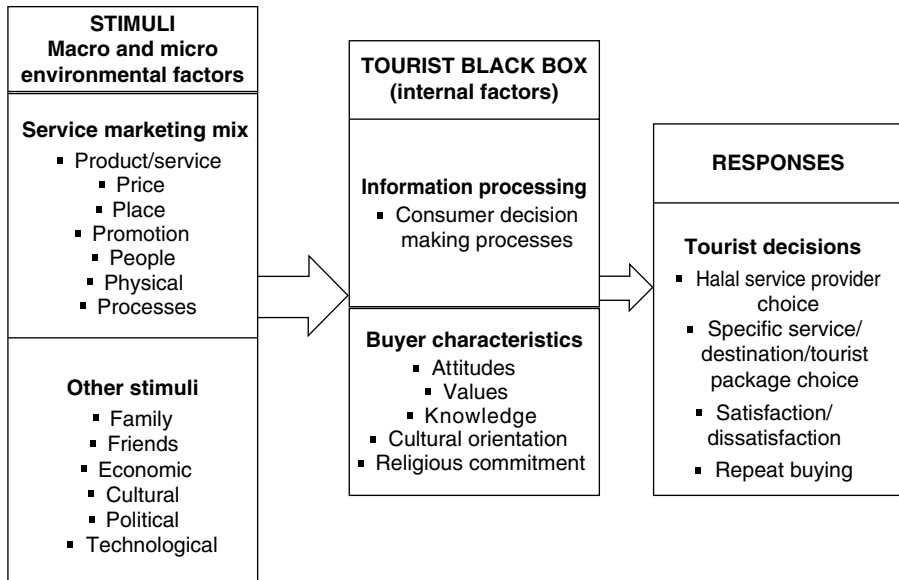 STIMULI
Macro and micro
environmental factors
Service marketing mix
▪ Product/service
▪ Price
▪ Place
▪ Promotion
▪ People
▪ Physical
▪ Processes
Other stimuli
▪ Family
▪ Friends
▪ Economic
▪ Cultural
▪ Political
▪ Technological
TOURIST BLACK BOX
(internal factors)
Information processing
▪ Consumer decision
making processes
Buyer characteristics
▪ Attitudes
▪ Values
▪ Knowledge
▪ Cultural orientation
▪ Religious commitment
RESPONSES
Tourist decisions
▪ Halal service provider
choice
▪ Specific service/
destination/tourist
package choice
▪ Satisfaction/
dissatisfaction
▪ Repeat buying